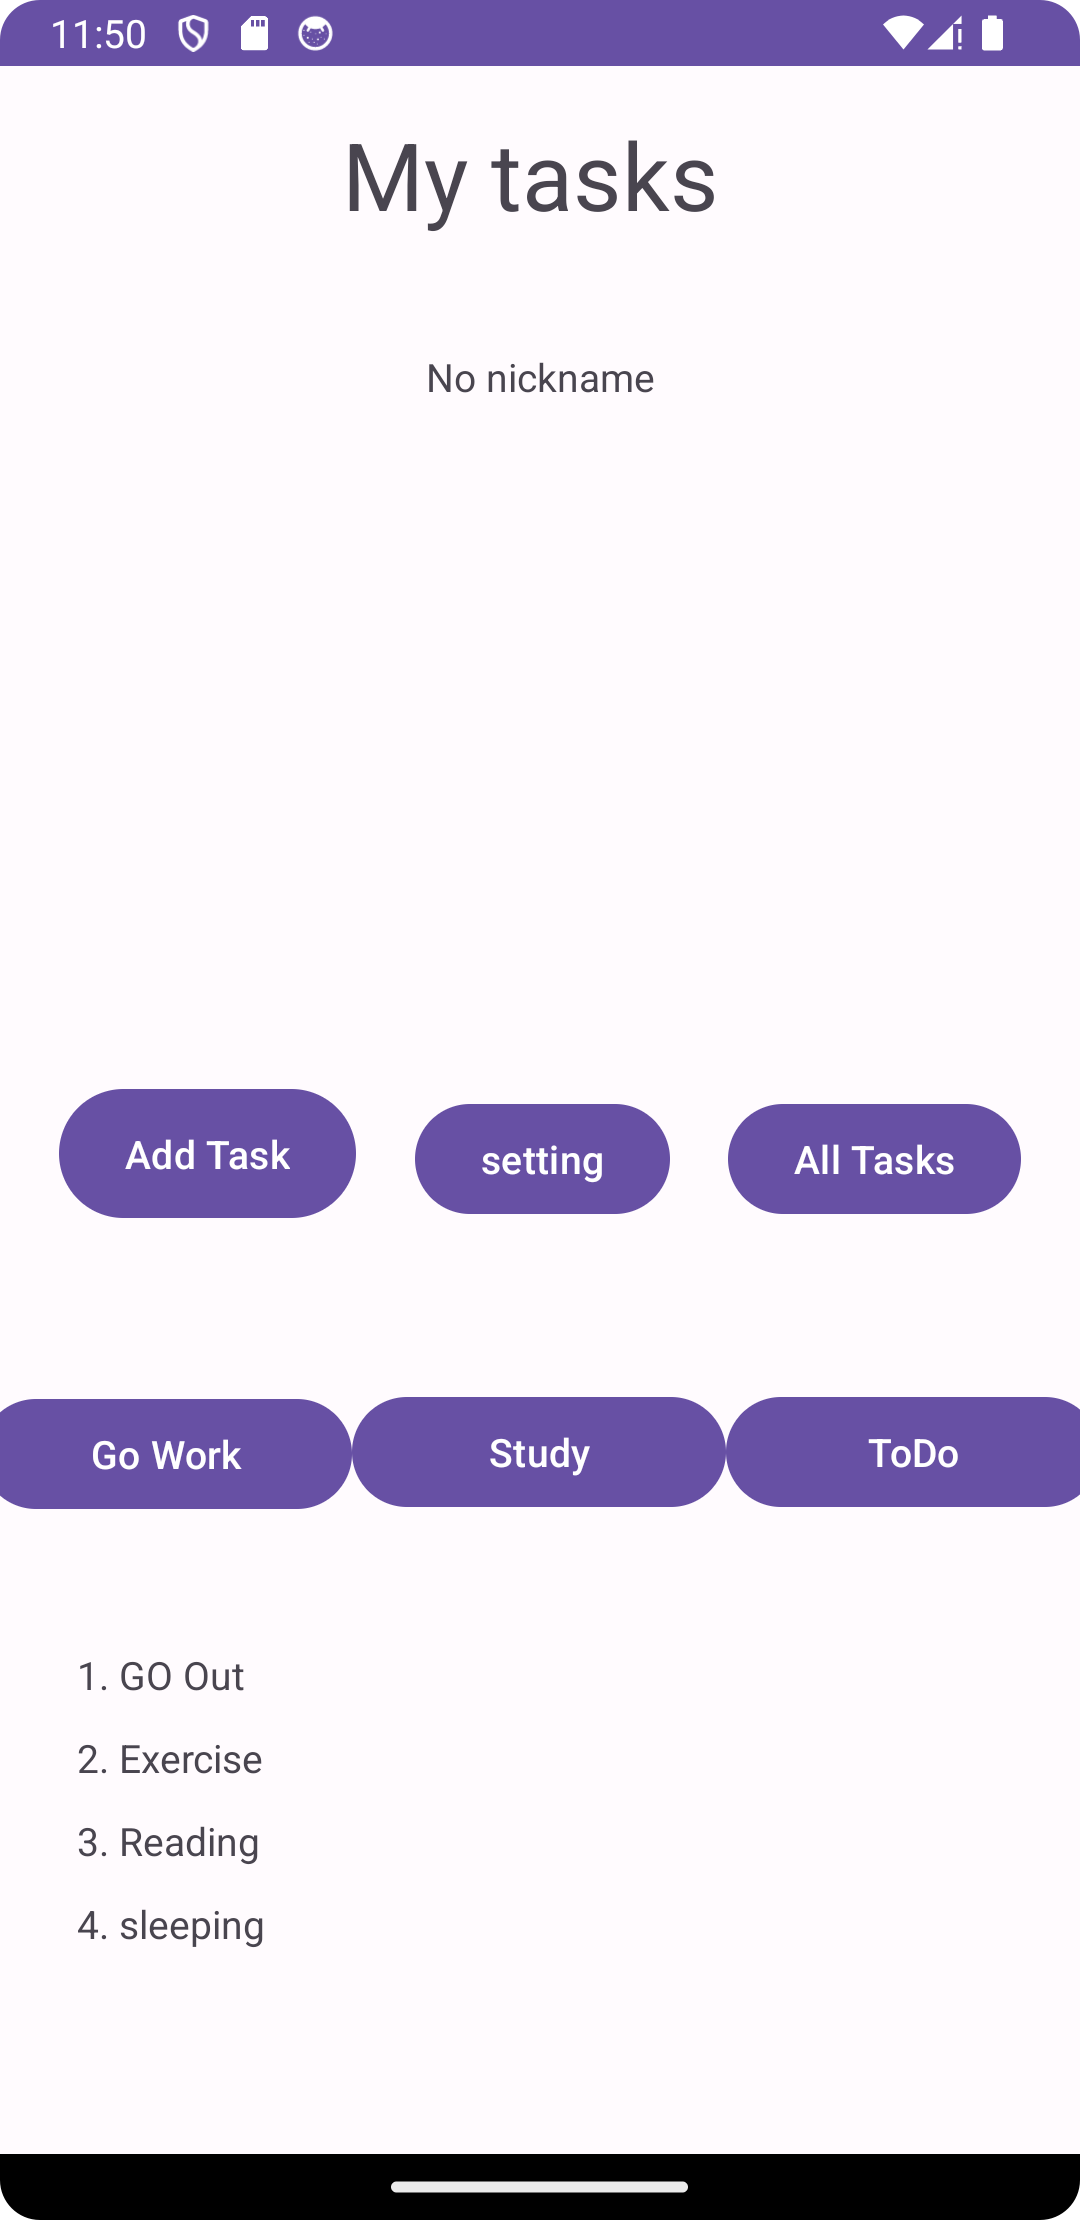 11:50
My tasks
No nickname
Add Task
setting
All Tasks
Go Work
Study
ToDo
1. GO Out
2. Exercise
3. Reading
4. sleeping